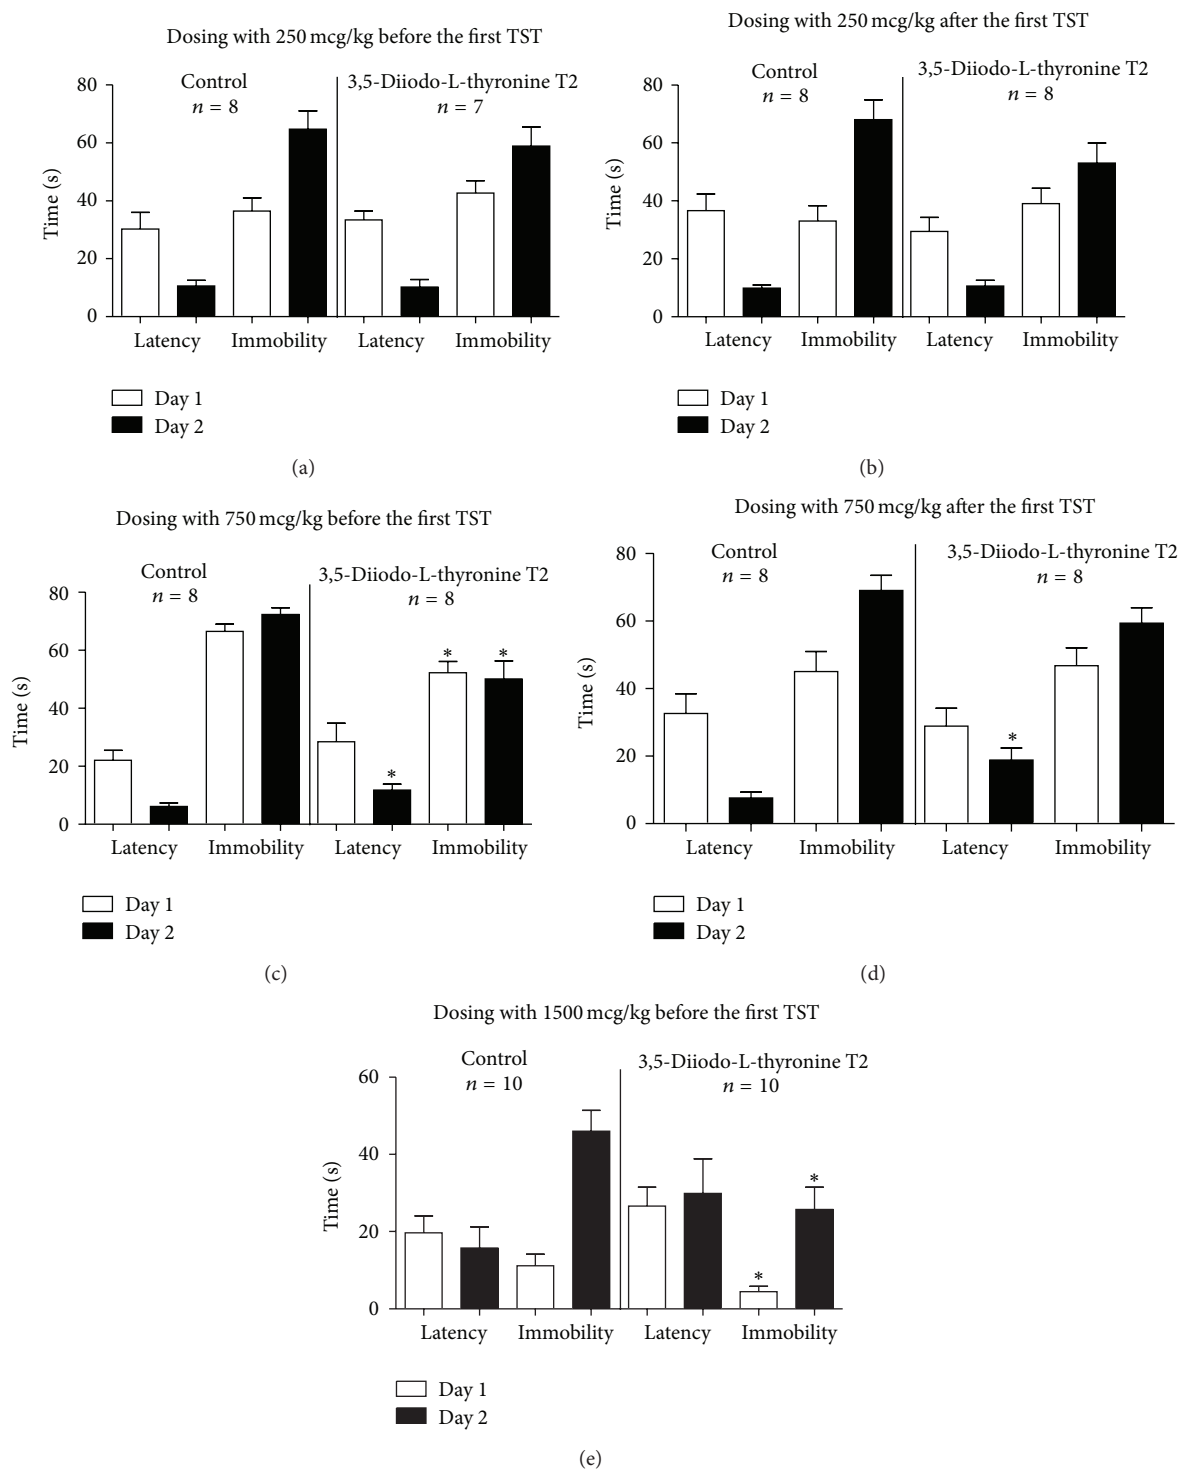 Dosing with 250 mcg/kg before the first TST
Control
n = 8
3,5-Diiodo-L-thyronine T2
n = 7
Time (s)
80
60
40
20
0
Latency Immobility Latency Immobility
Day 1
Day 2
(a)
Dosing with 250 mcg/kg after the first TST
Control
n = 8
3,5-Diiodo-L-thyronine T2
n = 8
Time (s)
80
60
40
20
0
Latency Immobility Latency Immobility
Day 1
Day 2
(b)
Dosing with 750 mcg/kg before the first TST
Control
n = 8
3,5-Diiodo-L-thyronine T2
n = 8
Time (s)
80
60
40
20
0
* * *
Latency Immobility Latency Immobility
Day 1
Day 2
(c)
Dosing with 750 mcg/kg after the first TST
Control
n = 8
3,5-Diiodo-L-thyronine T2
n = 8
Time (s)
80
60
40
20
0
*
Latency Immobility Latency Immobility
Day 1
Day 2
(d)
Dosing with 1500 mcg/kg before the first TST
Control
n = 10
3,5-Diiodo-L-thyronine T2
n = 10
Time (s)
60
40
20
0
* *
Latency Immobility Latency Immobility
Day 1
Day 2
(e)